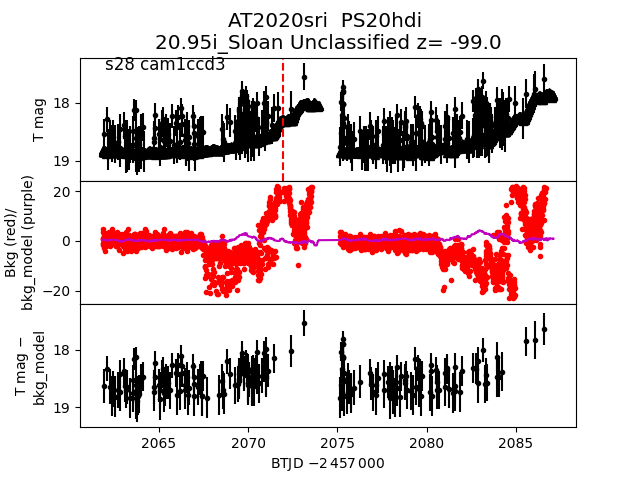 AT2020sri  PS20hdi
20.95i_Sloan Unclassified z= -99.0
s28 cam1ccd3
T mag
18
19
Bkg (red)/
bkg_model (purple)
20
0
−20
T mag −
bkg_model
18
19
2065
2070
2075
2080
2085
BTJD −2 457 000